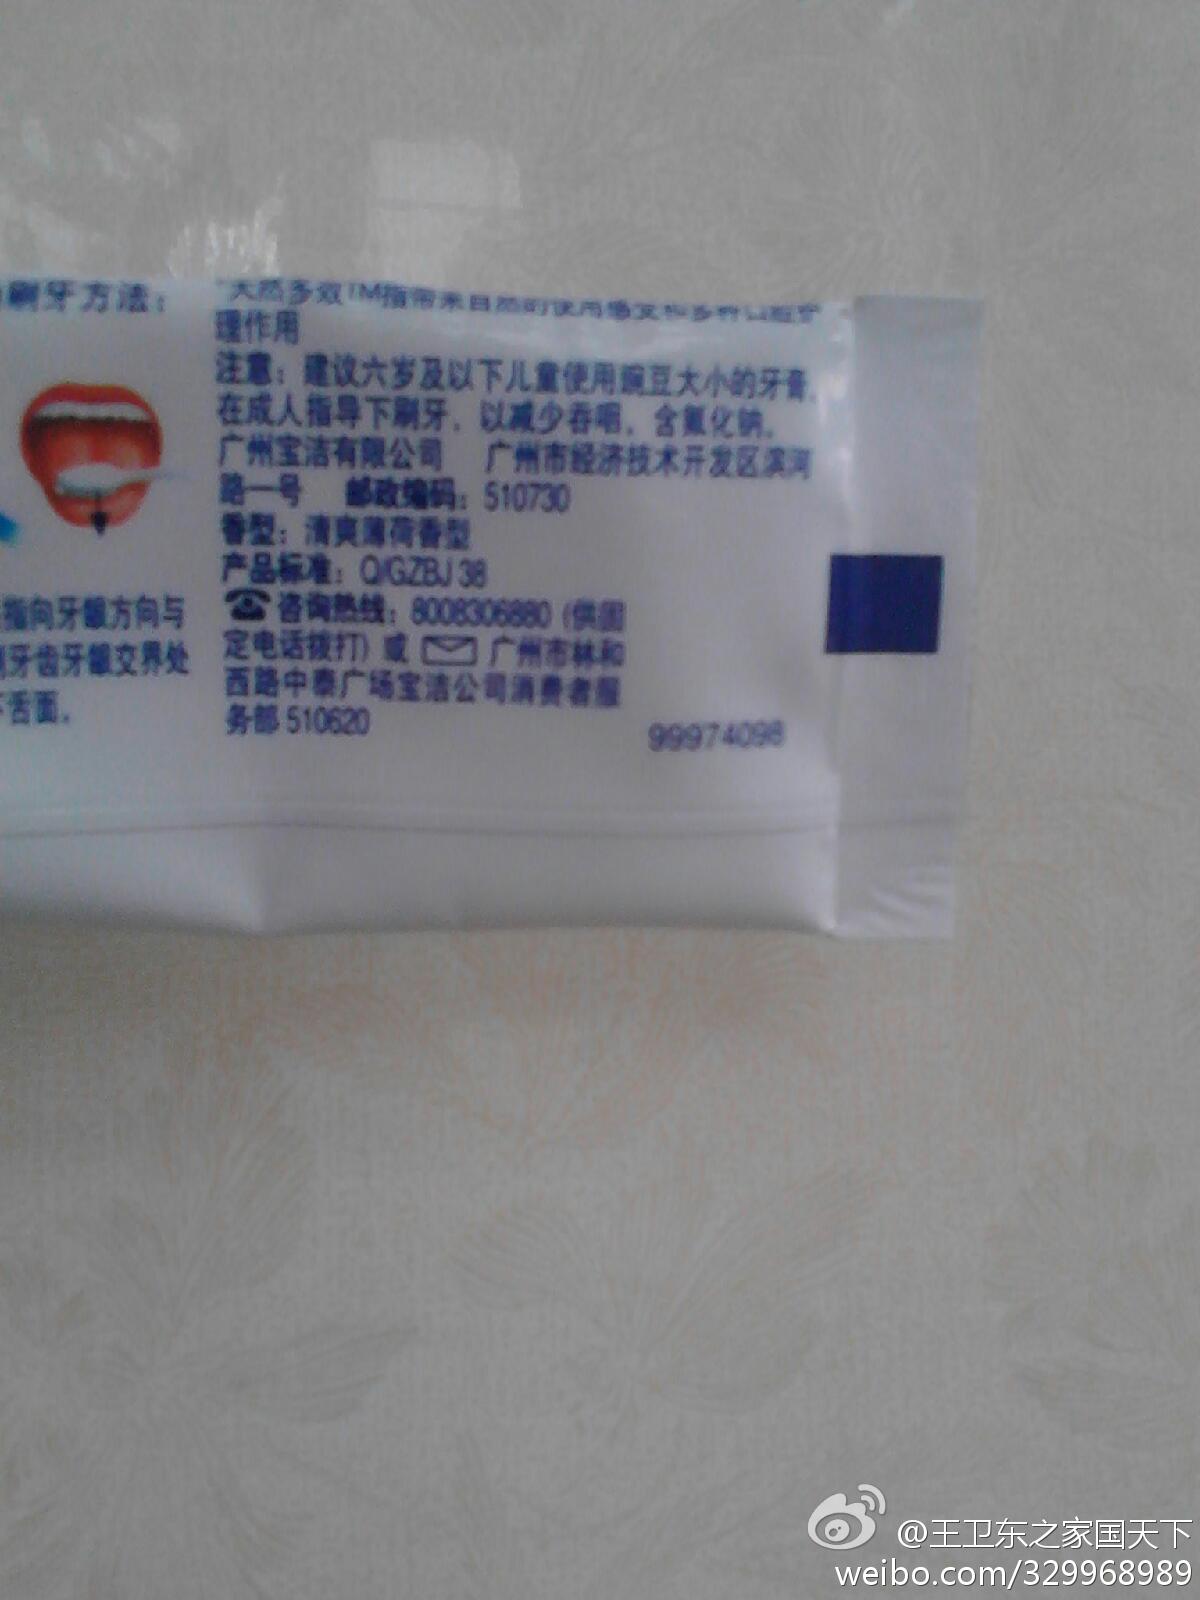 刷牙方法：
指向牙龈方向与
牙齿牙龈交界处
舌面。
"天然多效TM指带来自然的使用感受和多种口腔护
理作用
注意：建议六岁及以下儿童使用豌豆大小的牙膏，
在成人指导下刷牙，以减少吞咽，含氟化钠。
广州宝洁有限公司 广州市经济技术开发区滨河
路一号 邮政编码：510730
香型：清爽薄荷香型
产品标准：Q/GZBJ 38
咨询热线：8008306880 (供固
定电话拨打) 或 广州市林和
西路中泰广场宝洁公司消费者服
务部 510620
99974098
@王卫东之家国天下
weibo.com/329968989